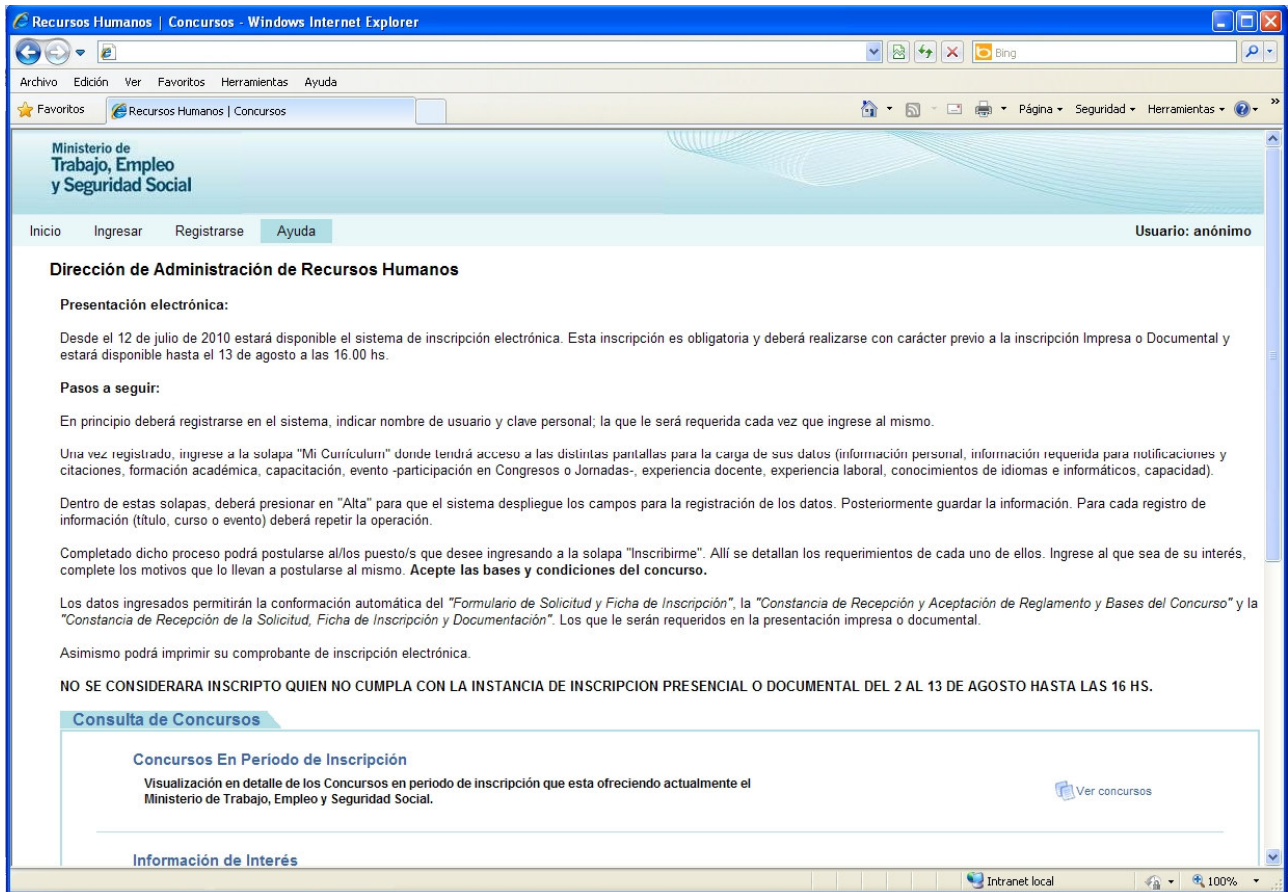 Recursos Humanos | Concursos - Windows Internet Explorer
Bing
Archivo Edición Ver Favoritos Herramientas Ayuda
Favoritos Recursos Humanos | Concursos Página Seguridad Herramientas
Ministerio de
Trabajo, Empleo
y Seguridad Social
Inicio Ingresar Registrarse Ayuda Usuario: anónimo
Dirección de Administración de Recursos Humanos
Presentación electrónica:
Desde el 12 de julio de 2010 estará disponible el sistema de inscripción electrónica. Esta inscripción es obligatoria y deberá realizarse con carácter previo a la inscripción Impresa o Documental y
estará disponible hasta el 13 de agosto a las 16.00 hs.
Pasos a seguir:
En principio deberá registrarse en el sistema, indicar nombre de usuario y clave personal; la que le será requerida cada vez que ingrese al mismo.
Una vez registrado, ingrese a la solapa "Mi Currículum" donde tendrá acceso a las distintas pantallas para la carga de sus datos (información personal, información requerida para notificaciones y
citaciones, formación académica, capacitación, evento -participación en Congresos o Jornadas-, experiencia docente, experiencia laboral, conocimientos de idiomas e informáticos, capacidad).
Dentro de estas solapas, deberá presionar en "Alta" para que el sistema despliegue los campos para la registración de los datos. Posteriormente guardar la información. Para cada registro de
información (título, curso o evento) deberá repetir la operación.
Completado dicho proceso podrá postularse al/los puesto/s que desee ingresando a la solapa "Inscribirme". Allí se detallan los requerimientos de cada uno de ellos. Ingrese al que sea de su interés,
complete los motivos que lo llevan a postularse al mismo. Acepte las bases y condiciones del concurso.
Los datos ingresados permitirán la conformación automática del "Formulario de Solicitud y Ficha de Inscripción", la "Constancia de Recepción y Aceptación de Reglamento y Bases del Concurso" y la
"Constancia de Recepción de la Solicitud, Ficha de Inscripción y Documentación". Los que le serán requeridos en la presentación impresa o documental.
Asimismo podrá imprimir su comprobante de inscripción electrónica.
NO SE CONSIDERARA INSCRIPTO QUIEN NO CUMPLA CON LA INSTANCIA DE INSCRIPCION PRESENCIAL O DOCUMENTAL DEL 2 AL 13 DE AGOSTO HASTA LAS 16 HS.
Consulta de Concursos
Concursos En Período de Inscripción
Visualización en detalle de los Concursos en periodo de inscripción que esta ofreciendo actualmente el
Ministerio de Trabajo, Empleo y Seguridad Social.
Ver concursos
Información de Interés
Intranet local 100%